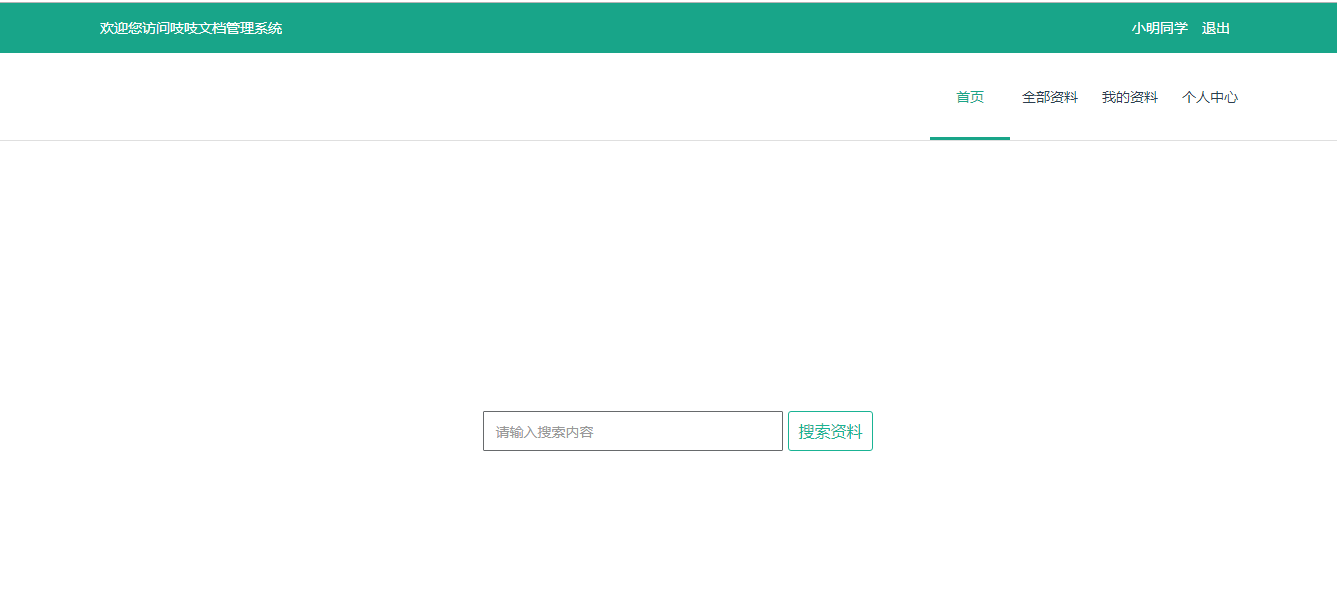 欢迎您访问吱吱文档管理系统 小明同学 退出
首页 全部资料 我的资料 个人中心
请输入搜索内容 搜索资料